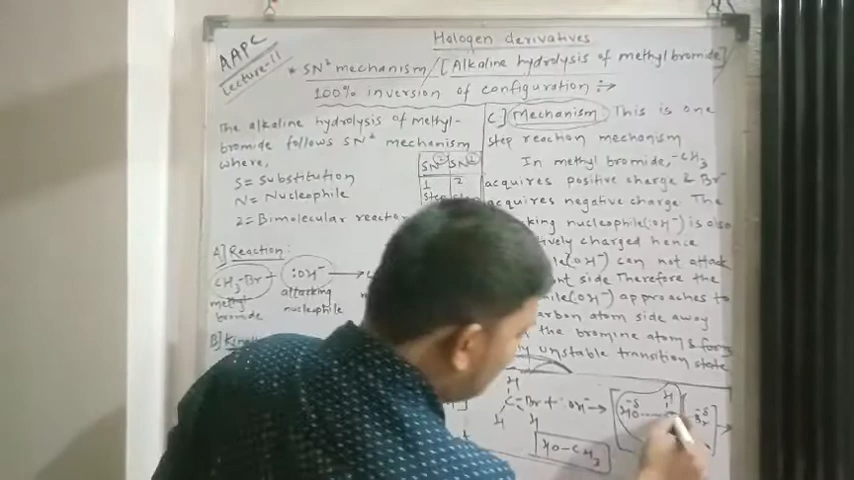 Halogen derivatives
AAPC
Lecture-11
* SN² mechanism / [Alkaline hydrolysis of methyl bromide]
100% inversion of configuration :→
The alkaline hydrolysis of methyl-
bromide follows SN² mechanism
where,
S = Substitution
N = Nucleophile
2 = Bimolecular
SN² SN¹
1 2
step
A] Reaction:
CH₃-Br + :OH⁻ →
methyl attacking
bromide nucleophile
B]
C.] Mechanism This is one
step reaction mechanism
In methyl bromide, -CH₃
acquires positive charge & Br⁻
acquires negative charge. The
nucleophile(:OH⁻) is also
charged hence
(:OH⁻) can not attack
side Therefore the
(:OH⁻) approaches to
atom side away
the bromine atom & form
unstable transition state
H
C-Br + :OH⁻ →
H H
HO-CH₃
-δ H -δ
HO---- Br